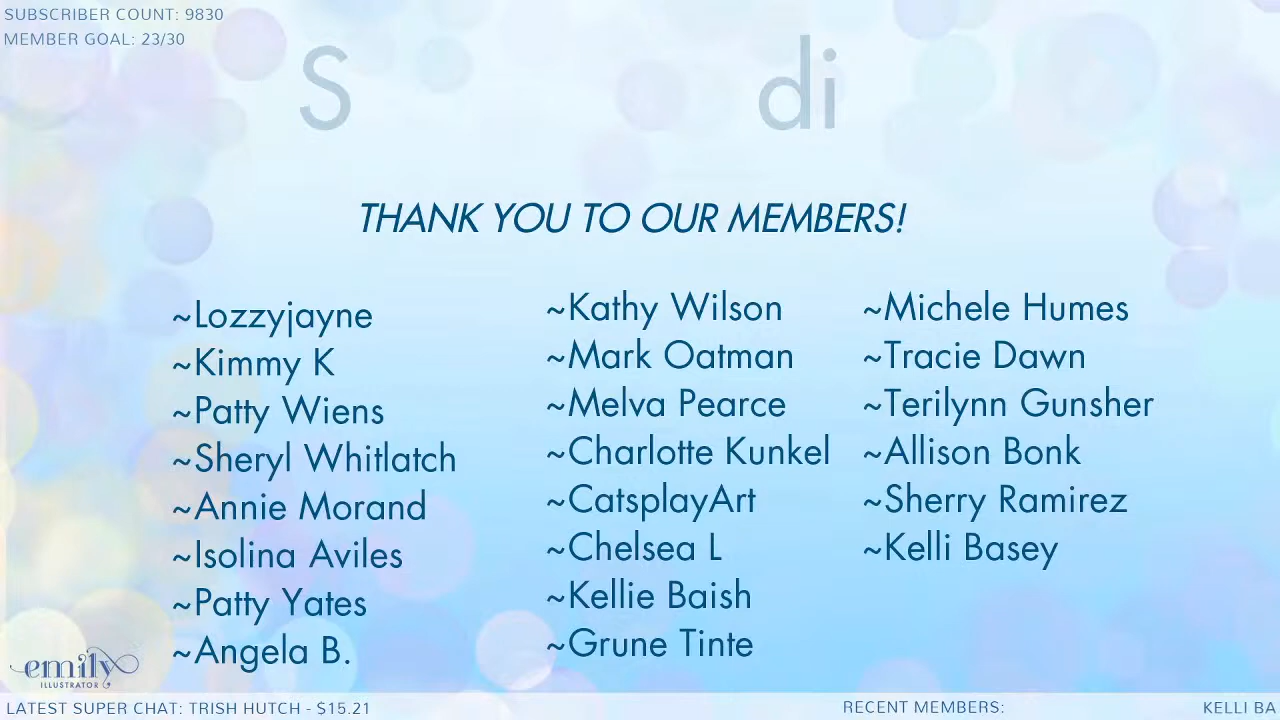 SUBSCRIBER COUNT: 9830
MEMBER GOAL: 23/30
S di
THANK YOU TO OUR MEMBERS!
~Lozzyjayne
~Kimmy K
~Patty Wiens
~Sheryl Whitlatch
~Annie Morand
~Isolina Aviles
~Patty Yates
~Angela B.
~Kathy Wilson
~Mark Oatman
~Melva Pearce
~Charlotte Kunkel
~CatsplayArt
~Chelsea L
~Kellie Baish
~Grune Tinte
~Michele Humes
~Tracie Dawn
~Terilynn Gunsher
~Allison Bonk
~Sherry Ramirez
~Kelli Basey
emily
ILLUSTRATOR
LATEST SUPER CHAT: TRISH HUTCH - $15.21
RECENT MEMBERS: KELLI BA